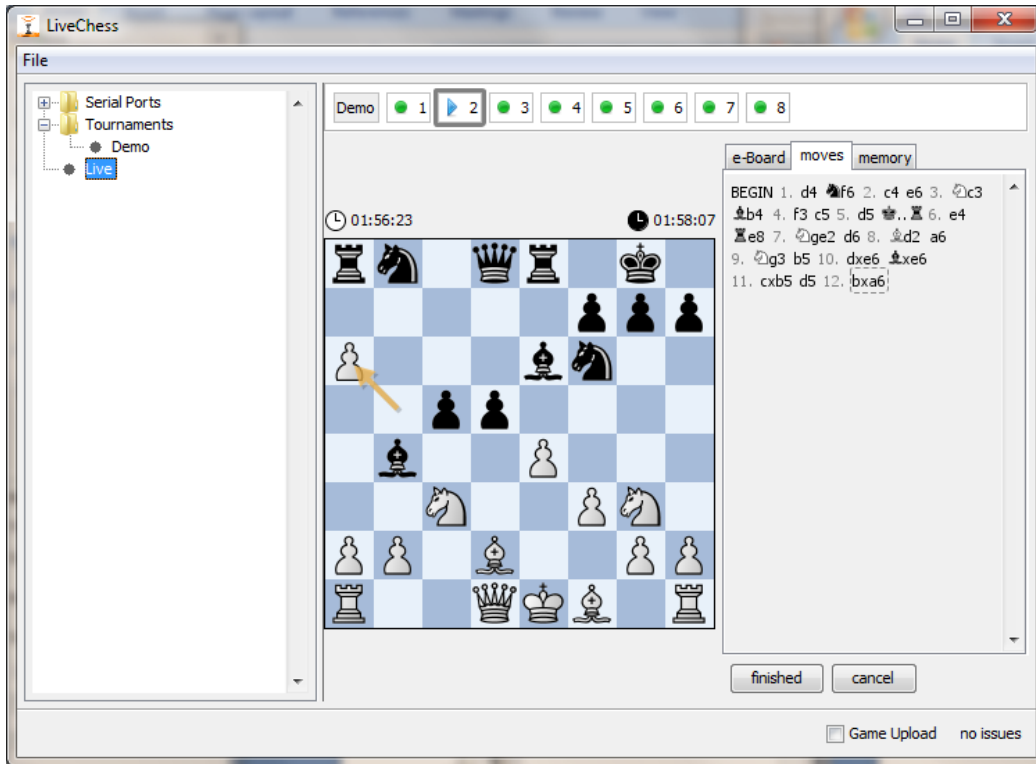 LiveChess
File
Serial Ports
Tournaments
Demo
Live
Demo 1 2 3 4 5 6 7 8
e-Board moves memory
01:56:23 01:58:07
BEGIN 1. d4 ♞f6 2. c4 e6 3. ♘c3
♝b4 4. f3 c5 5. d5 ♚..♜ 6. e4
♜e8 7. ♘ge2 d6 8. ♗d2 a6
9. ♘g3 b5 10. dxe6 ♝xe6
11. cxb5 d5 12. bxa6
finished cancel
Game Upload no issues